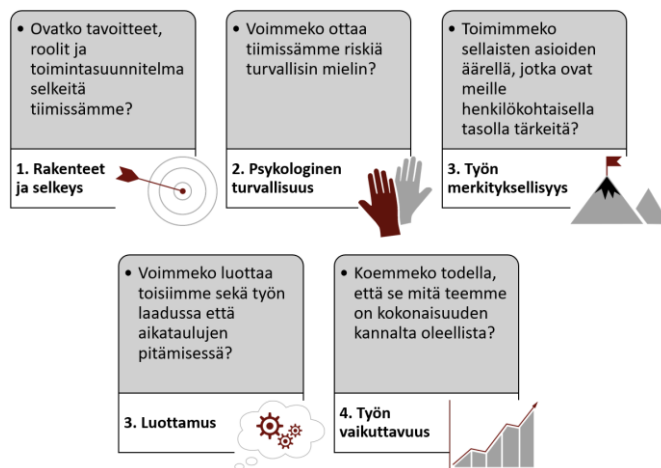 • Ovatko tavoitteet,
roolit ja
toimintasuunnitelma
selkeitä
tiimissämme?
1. Rakenteet
ja selkeys
• Voimmeko ottaa
tiimissämme riskiä
turvallisin mielin?
2. Psykologinen
turvallisuus
• Toimimmeko
sellaisten asioiden
äärellä, jotka ovat
meille
henkilökohtaisella
tasolla tärkeitä?
3. Työn
merkityksellisyys
• Voimmeko luottaa
toisiimme sekä työn
laadussa että
aikataulujen
pitämisessä?
3. Luottamus
• Koemmeko todella,
että se mitä teemme
on kokonaisuuden
kannalta oleellista?
4. Työn
vaikuttavuus